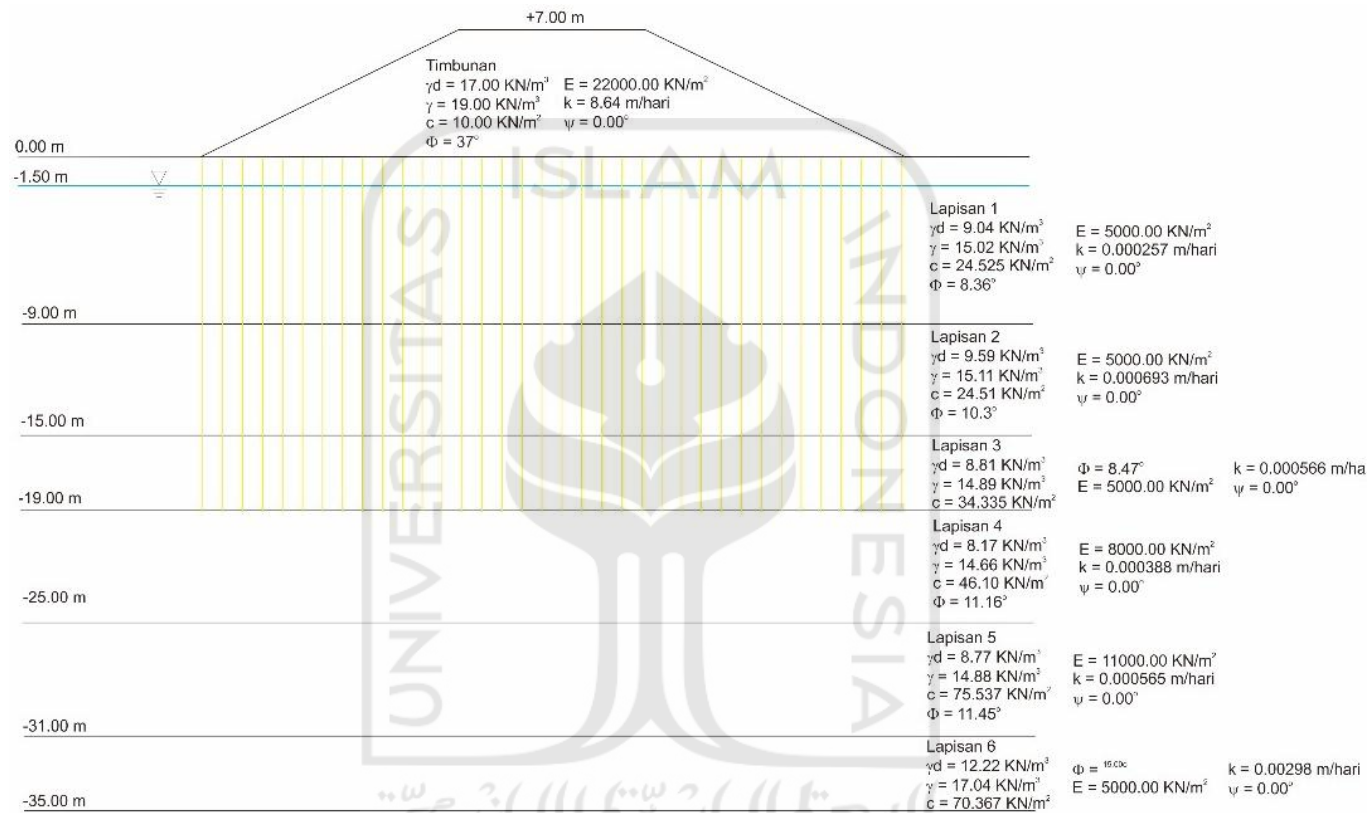 +7.00 m
Timbunan
γd = 17.00 KN/m³ E = 22000.00 KN/m²
γ = 19.00 KN/m³ k = 8.64 m/hari
c = 10.00 KN/m² ψ = 0.00°
Φ = 37°
0.00 m
-1.50 m
Lapisan 1
γd = 9.04 KN/m³ E = 5000.00 KN/m²
γ = 15.02 KN/m³ k = 0.000257 m/hari
c = 24.525 KN/m² ψ = 0.00°
Φ = 8.36°
-9.00 m
Lapisan 2
γd = 9.59 KN/m³ E = 5000.00 KN/m²
γ = 15.11 KN/m³ k = 0.000693 m/hari
c = 24.51 KN/m² ψ = 0.00°
Φ = 10.3°
-15.00 m
Lapisan 3
γd = 8.81 KN/m³ Φ = 8.47° k = 0.000566 m/ha
γ = 14.89 KN/m³ E = 5000.00 KN/m² ψ = 0.00°
c = 34.335 KN/m²
-19.00 m
Lapisan 4
γd = 8.17 KN/m³ E = 8000.00 KN/m²
γ = 14.66 KN/m³ k = 0.000388 m/hari
c = 46.10 KN/m² ψ = 0.00°
Φ = 11.16°
-25.00 m
Lapisan 5
γd = 8.77 KN/m³ E = 11000.00 KN/m²
γ = 14.88 KN/m³ k = 0.000565 m/hari
c = 75.537 KN/m² ψ = 0.00°
Φ = 11.45°
-31.00 m
Lapisan 6
γd = 12.22 KN/m³ Φ = k = 0.00298 m/hari
γ = 17.04 KN/m³ E = 5000.00 KN/m² ψ = 0.00°
c = 70.367 KN/m²
-35.00 m
UNIVERSITAS
ISLAM
INDONESIA